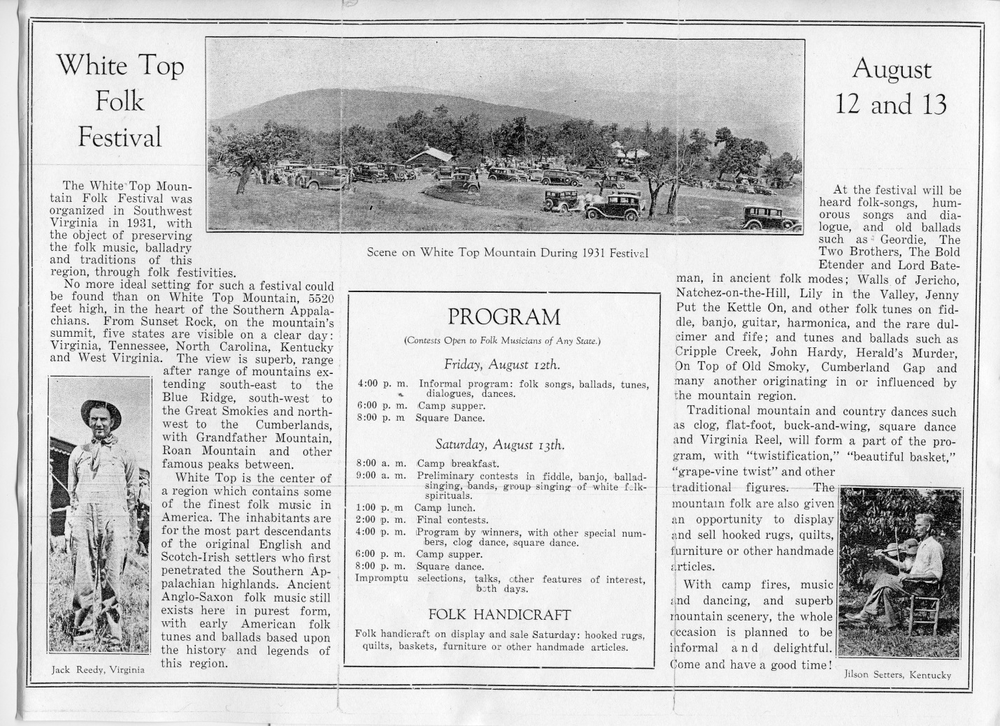 White Top
Folk
Festival
The White Top Moun-
tain Folk Festival was
organized in Southwest
Virginia in 1931, with
the object of preserving
the folk music, balladry
and traditions of this
region, through folk festivities.
No more ideal setting for such a festival could
be found than on White Top Mountain, 5520
feet high, in the heart of the Southern Appala-
chians. From Sunset Rock, on the mountain's
summit, five states are visible on a clear day:
Virginia, Tennessee, North Carolina, Kentucky
and West Virginia. The view is superb, range
after range of mountains ex-
tending south-east to the
Blue Ridge, south-west to
the Great Smokies and north-
west to the Cumberlands,
with Grandfather Mountain,
Roan Mountain and other
famous peaks between.
White Top is the center of
a region which contains some
of the finest folk music in
America. The inhabitants are
for the most part descendants
of the original English and
Scotch-Irish settlers who first
penetrated the Southern Ap-
palachian highlands. Ancient
Anglo-Saxon folk music still
exists here in purest form,
with early American folk
tunes and ballads based upon
the history and legends of
this region.
Jack Reedy, Virginia
Scene on White Top Mountain During 1931 Festival
PROGRAM
(Contests Open to Folk Musicians of Any State.)
Friday, August 12th.
4:00 p. m. Informal program: folk songs, ballads, tunes,
dialogues, dances.
6:00 p. m. Camp supper.
8:00 p. m Square Dance.
Saturday, August 13th.
8:00 a. m. Camp breakfast.
9:00 a. m. Preliminary contests in fiddle, banjo, ballad-
singing, bands, group singing of white folk-
spirituals.
1:00 p. m Camp lunch.
2:00 p. m. Final contests.
4:00 p. m. Program by winners, with other special num-
bers, clog dance, square dance.
6:00 p. m. Camp supper.
8:00 p. m. Square dance.
Impromptu selections, talks, other features of interest,
both days.
FOLK HANDICRAFT
Folk handicraft on display and sale Saturday: hooked rugs,
quilts, baskets, furniture or other handmade articles.
August
12 and 13
At the festival will be
heard folk-songs, hum-
orous songs and dia-
logue, and old ballads
such as Geordie, The
Two Brothers, The Bold
Etender and Lord Bate-
man, in ancient folk modes; Walls of Jericho,
Natchez-on-the-Hill, Lily in the Valley, Jenny
Put the Kettle On, and other folk tunes on fid-
dle, banjo, guitar, harmonica, and the rare dul-
cimer and fife; and tunes and ballads such as
Cripple Creek, John Hardy, Herald's Murder,
On Top of Old Smoky, Cumberland Gap and
many another originating in or influenced by
the mountain region.
Traditional mountain and country dances such
as clog, flat-foot, buck-and-wing, square dance
and Virginia Reel, will form a part of the pro-
gram, with "twistification," "beautiful basket,"
"grape-vine twist" and other
traditional figures. The
mountain folk are also given
an opportunity to display
and sell hooked rugs, quilts,
furniture or other handmade
articles.
With camp fires, music
and dancing, and superb
mountain scenery, the whole
occasion is planned to be
informal and delightful.
Come and have a good time!
Jilson Setters, Kentucky